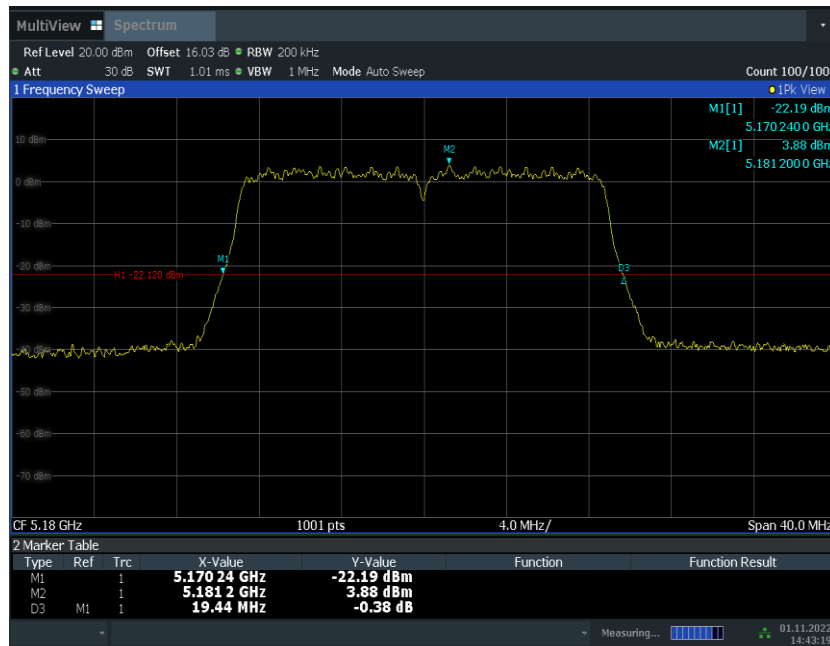 MultiView Spectrum
Ref Level 20.00 dBm Offset 16.03 dB RBW 200 kHz
Att 30 dB SWT 1.01 ms VBW 1 MHz Mode Auto Sweep Count 100/100
1 Frequency Sweep 1Pk View
M1[1] -22.19 dBm
5.170 240 0 GHz
M2[1] 3.88 dBm
5.181 200 0 GHz
10 dBm
M2
0 dBm
-10 dBm
M1
-20 dBm
D3
H1 -22.120 dBm
-30 dBm
-40 dBm
-50 dBm
-60 dBm
-70 dBm
CF 5.18 GHz 1001 pts 4.0 MHz/ Span 40.0 MHz
2 Marker Table
Type Ref Trc X-Value Y-Value Function Function Result
M1 1 5.170 24 GHz -22.19 dBm
M2 1 5.181 2 GHz 3.88 dBm
D3 M1 1 19.44 MHz -0.38 dB
Measuring... 01.11.2022
14:43:19